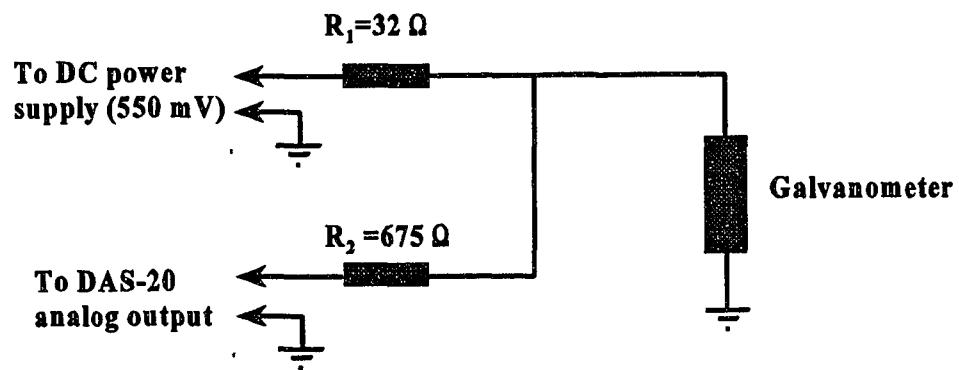 R₁=32 Ω
To DC power
supply (550 mV)
Galvanometer
R₂ =675 Ω
To DAS-20
analog output